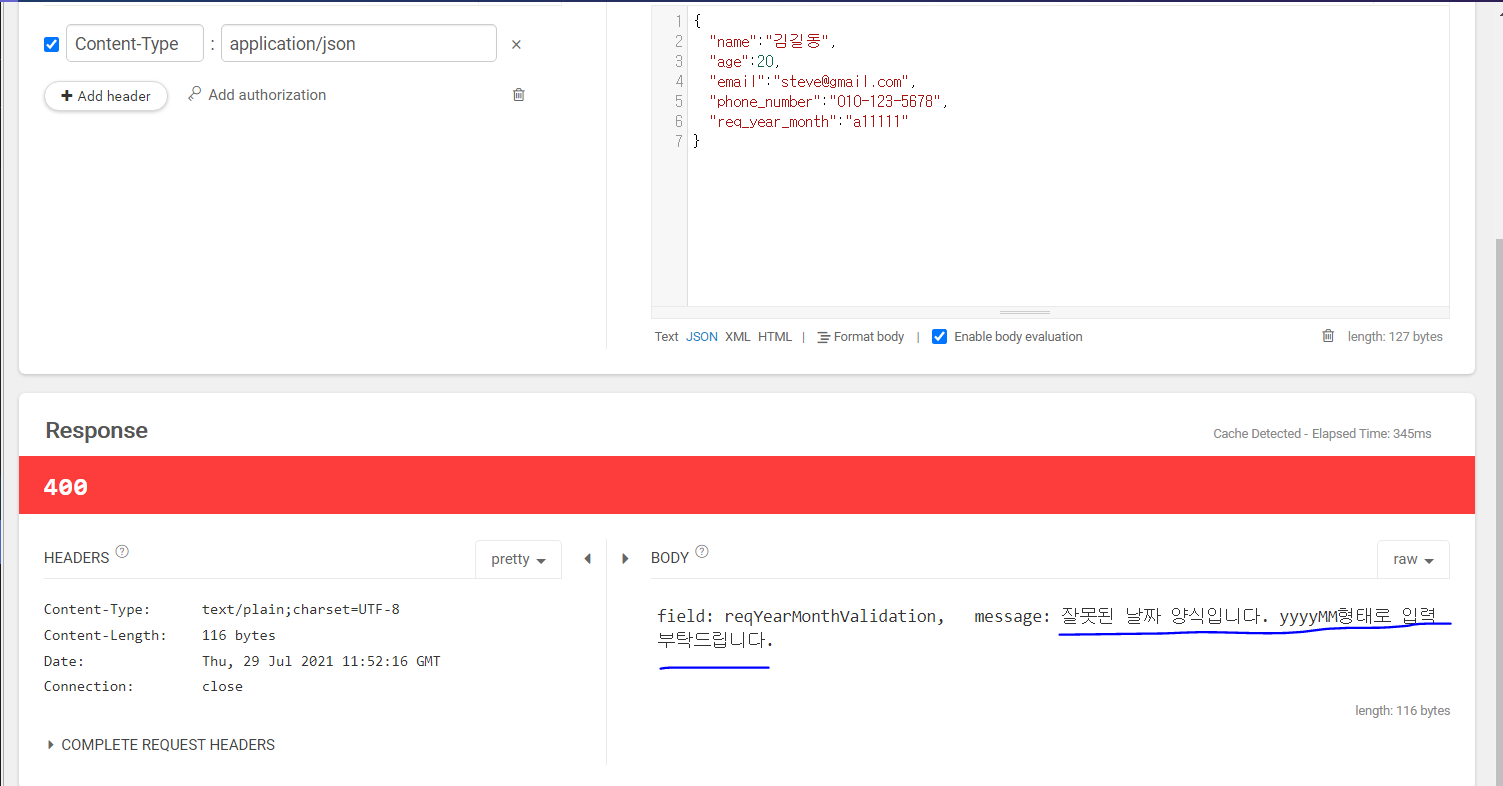 Content-Type : application/json ×
+ Add header Add authorization
1 {
2 "name":"김길동",
3 "age":20,
4 "email":"steve@gmail.com",
5 "phone_number":"010-123-5678",
6 "req_year_month":"a11111"
7 }
Text JSON XML HTML | Format body | Enable body evaluation length: 127 bytes
Response
Cache Detected - Elapsed Time: 345ms
400
HEADERS ? pretty
Content-Type: text/plain;charset=UTF-8
Content-Length: 116 bytes
Date: Thu, 29 Jul 2021 11:52:16 GMT
Connection: close
COMPLETE REQUEST HEADERS
BODY ? raw
field: reqYearMonthValidation, message: 잘못된 날짜 양식입니다. yyyyMM형태로 입력
부탁드립니다.
length: 116 bytes